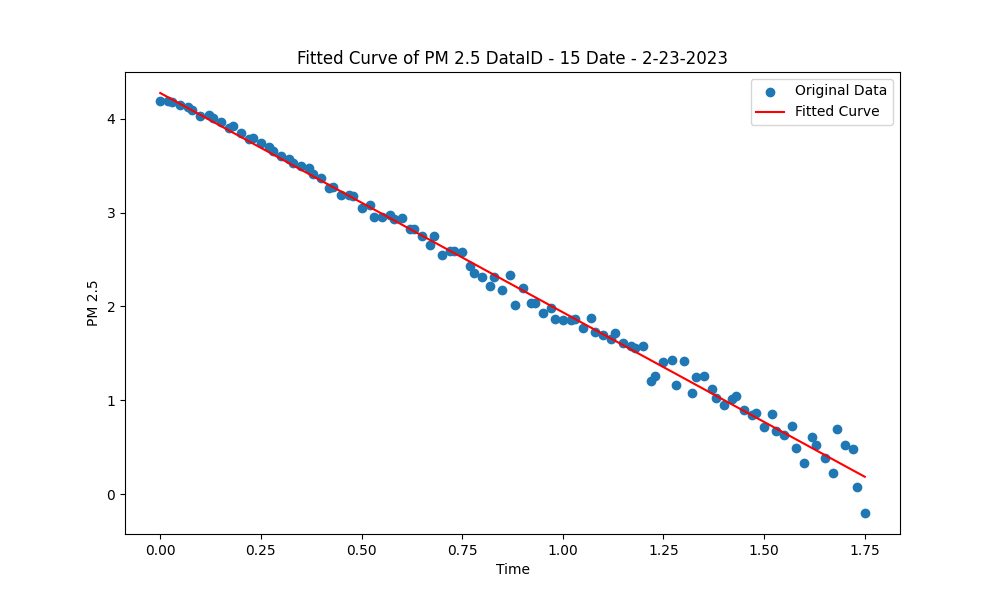 Fitted Curve of PM 2.5 DataID - 15 Date - 2-23-2023
Original Data
Fitted Curve
PM 2.5
4
3
2
1
0
0.00 0.25 0.50 0.75 1.00 1.25 1.50 1.75
Time